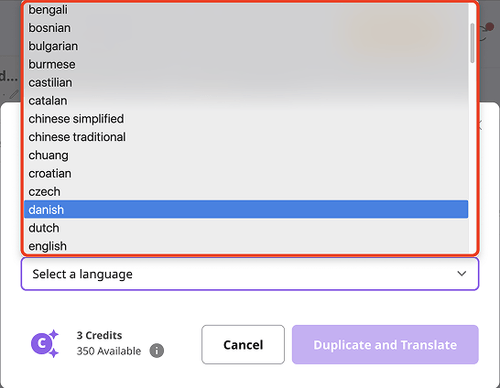 bengali
bosnian
d...
bulgarian
burmese
castilian
catalan
chinese simplified
chinese traditional
chuang
croatian
czech
danish
dutch
english
Select a language
C
3 Credits
350 Available
i
Cancel
Duplicate and Translate